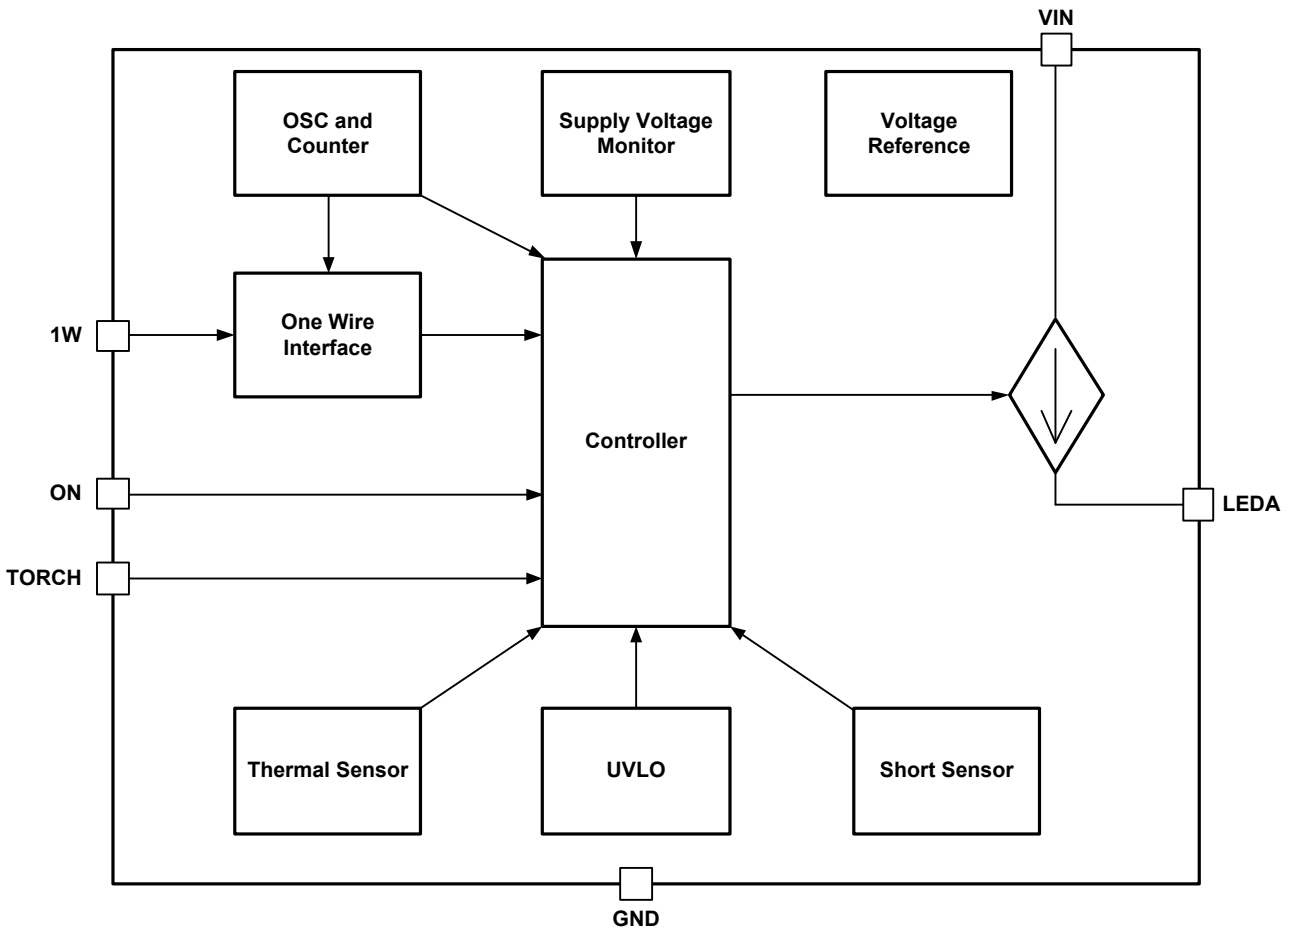 VIN
OSC and
Counter
Supply Voltage
Monitor
Voltage
Reference
1W
One Wire
Interface
Controller
ON
LEDA
TORCH
Thermal Sensor
UVLO
Short Sensor
GND